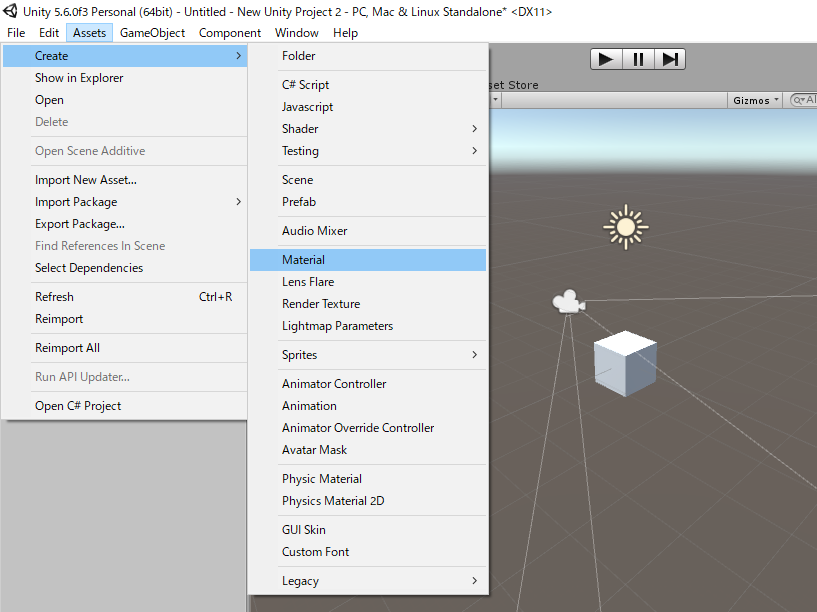 Unity 5.6.0f3 Personal (64bit) - Untitled - New Unity Project 2 - PC, Mac & Linux Standalone* <DX11>
File Edit Assets GameObject Component Window Help
Create
Show in Explorer
Open
Delete
Open Scene Additive
Import New Asset...
Import Package
Export Package...
Find References In Scene
Select Dependencies
Refresh Ctrl+R
Reimport
Reimport All
Run API Updater...
Open C# Project
Folder
C# Script
Javascript
Shader
Testing
Scene
Prefab
Audio Mixer
Material
Lens Flare
Render Texture
Lightmap Parameters
Sprites
Animator Controller
Animation
Animator Override Controller
Avatar Mask
Physic Material
Physics Material 2D
GUI Skin
Custom Font
Legacy
set Store
Gizmos